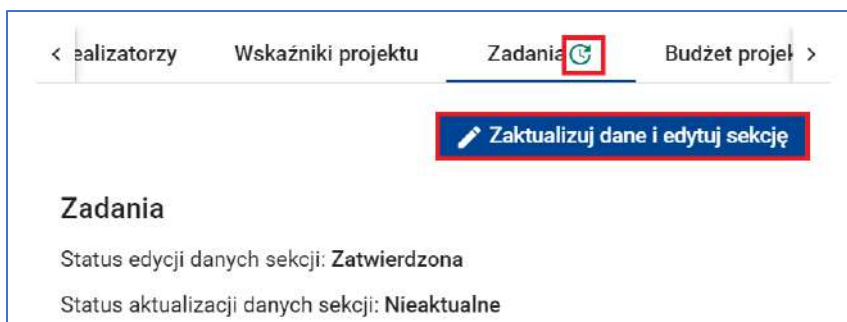 ealizatorzy Wskaźniki projektu Zadania Budżet projek
Zaktualizuj dane i edytuj sekcję
Zadania
Status edycji danych sekcji: Zatwierdzona
Status aktualizacji danych sekcji: Nieaktualne